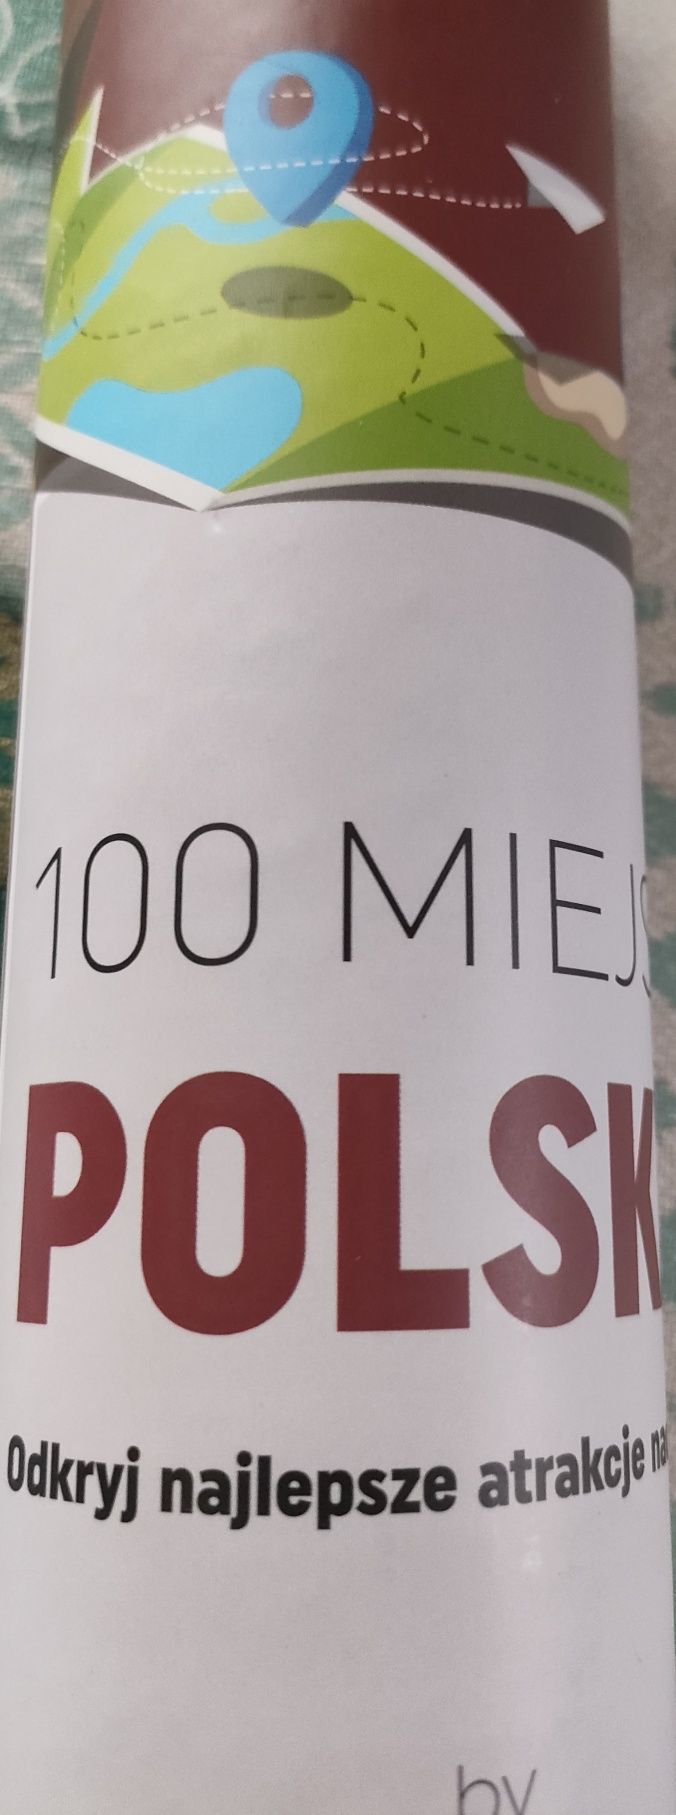 100 MIEJS
POLSK
Odkryj najlepsze atrakcje na
by